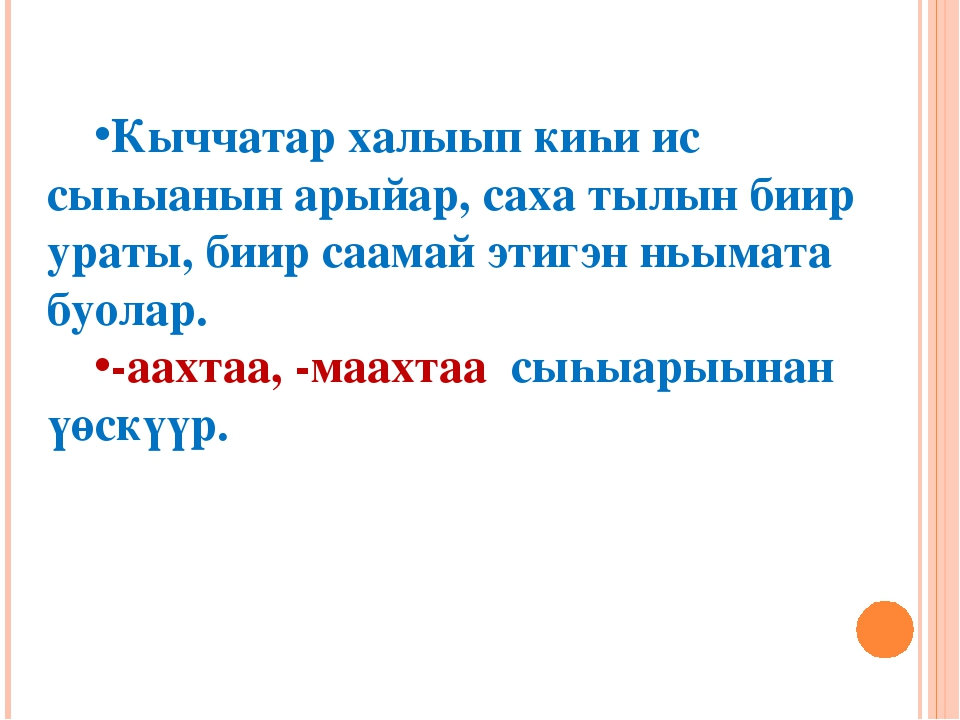 •Кыччатар халыып киһи ис
сыһыанын арыйар, саха тылын биир
ураты, биир саамай этигэн ньымата
буолар.
•-аахтаа, -маахтаа сыһыарыынан
үөскүүр.